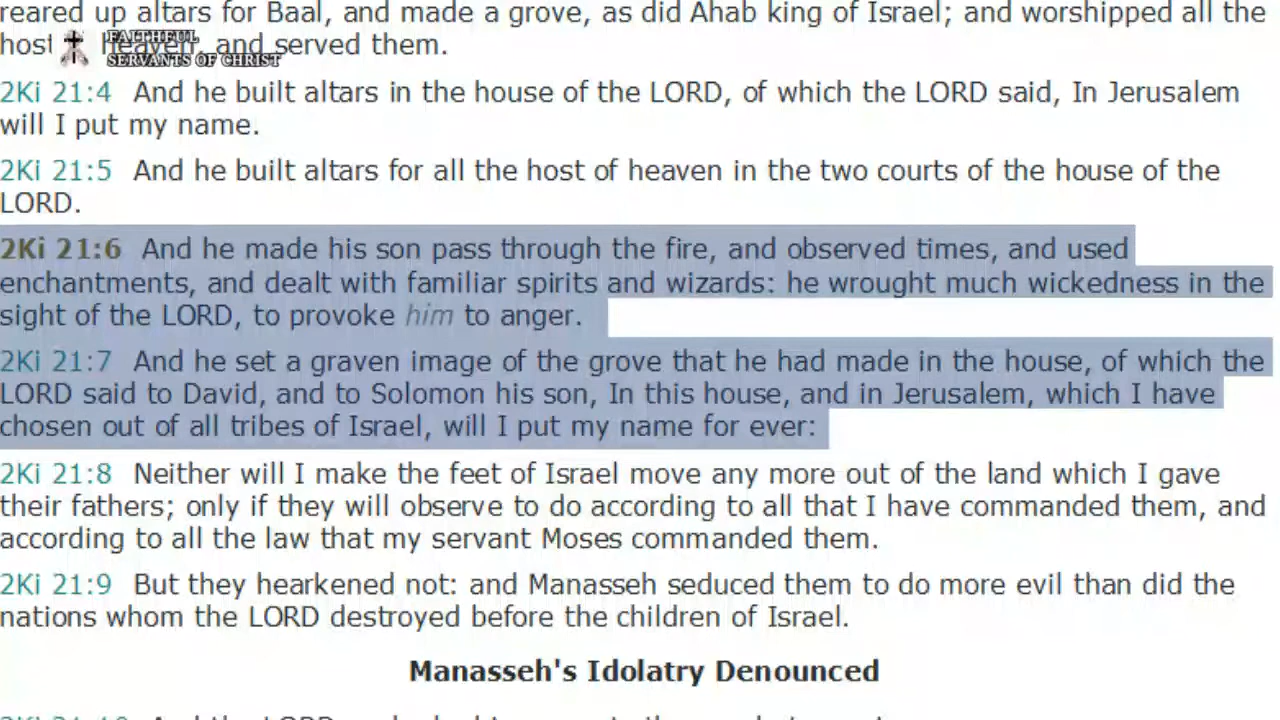 reared up altars for Baal, and made a grove, as did Ahab king of Israel; and worshipped all the
host heaven, and served them.
FAITHFUL
SERVANTS OF CHRIST
2Ki 21:4 And he built altars in the house of the LORD, of which the LORD said, In Jerusalem
will I put my name.
2Ki 21:5 And he built altars for all the host of heaven in the two courts of the house of the
LORD.
2Ki 21:6 And he made his son pass through the fire, and observed times, and used
enchantments, and dealt with familiar spirits and wizards: he wrought much wickedness in the
sight of the LORD, to provoke him to anger.
2Ki 21:7 And he set a graven image of the grove that he had made in the house, of which the
LORD said to David, and to Solomon his son, In this house, and in Jerusalem, which I have
chosen out of all tribes of Israel, will I put my name for ever:
2Ki 21:8 Neither will I make the feet of Israel move any more out of the land which I gave
their fathers; only if they will observe to do according to all that I have commanded them, and
according to all the law that my servant Moses commanded them.
2Ki 21:9 But they hearkened not: and Manasseh seduced them to do more evil than did the
nations whom the LORD destroyed before the children of Israel.
Manasseh's Idolatry Denounced